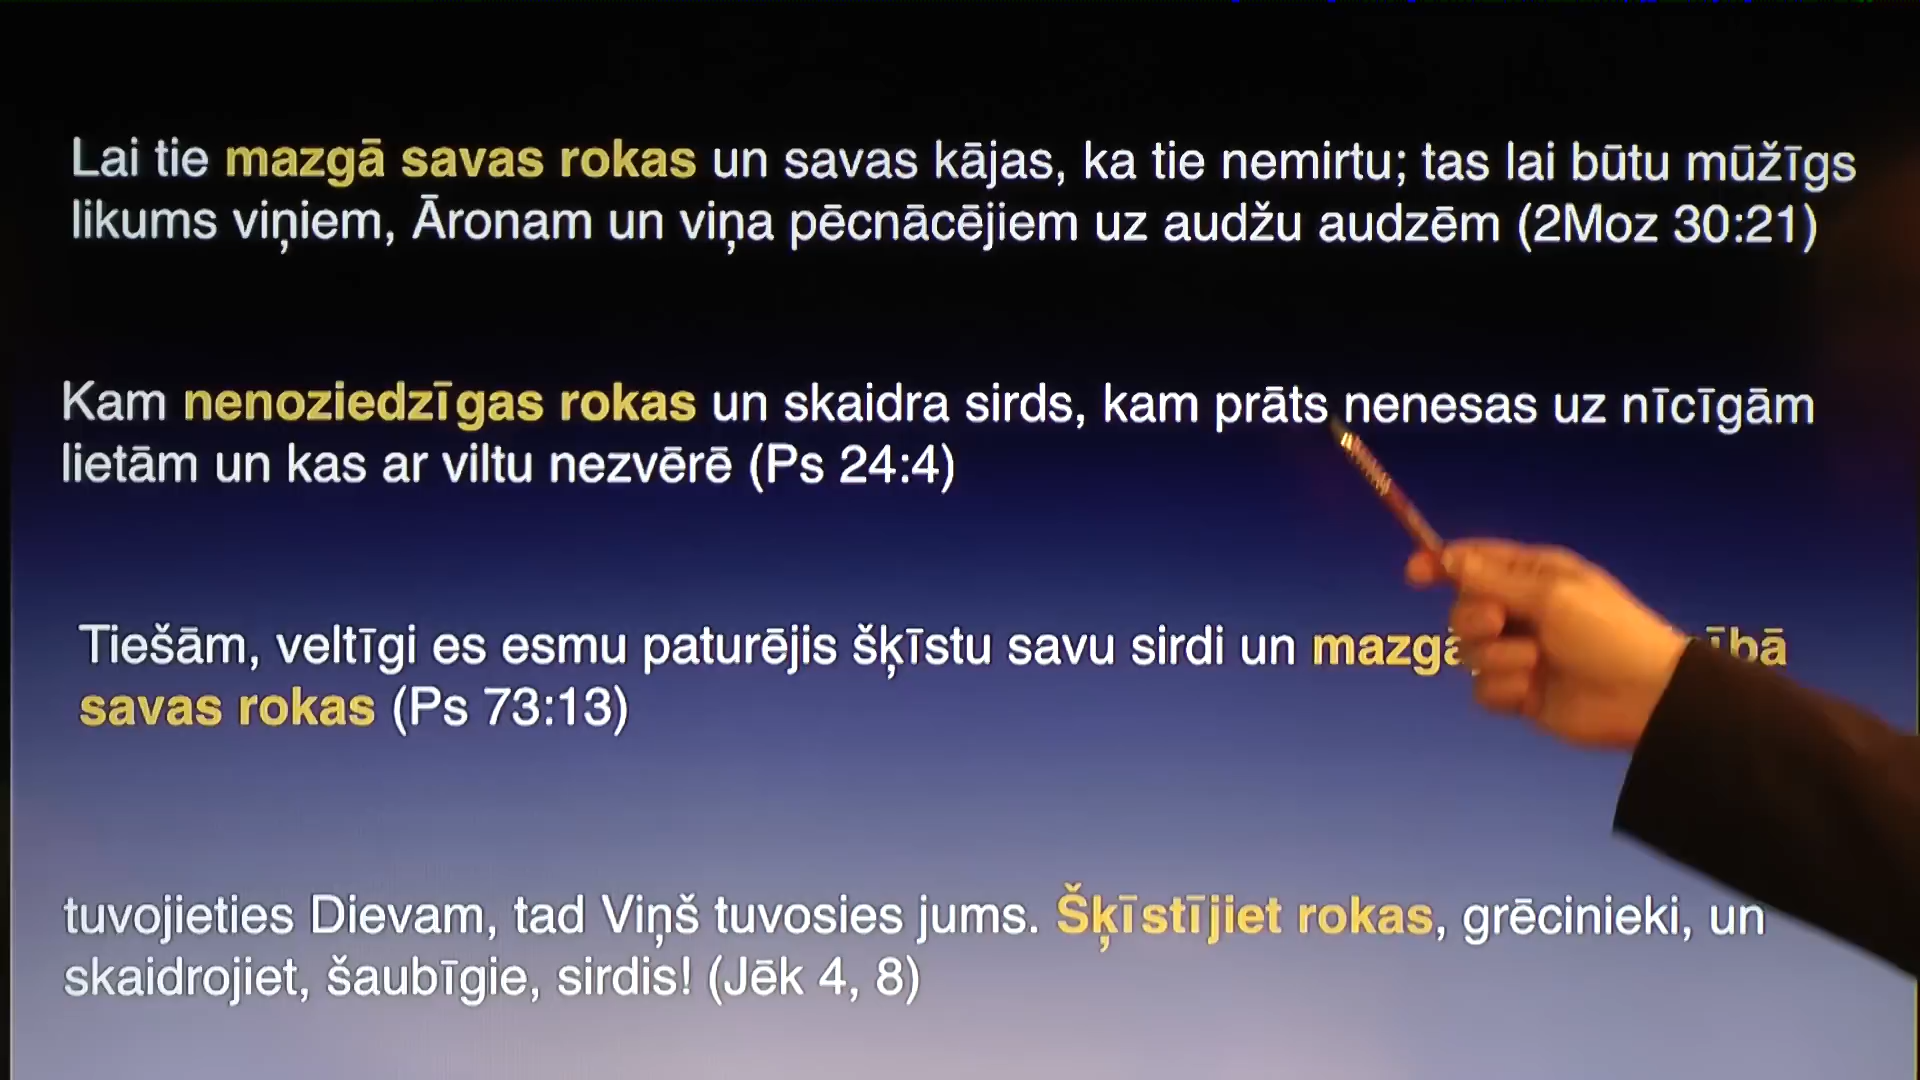 Lai tie mazgā savas rokas un savas kājas, ka tie nemirtu; tas lai būtu mūžīgs
likums viņiem, Āronam un viņa pēcnācējiem uz audžu audzēm (2Moz 30:21)
Kam nenoziedzīgas rokas un skaidra sirds, kam prāts nenesas uz nīcīgām
lietām un kas ar viltu nezvērē (Ps 24:4)
Tiešām, veltīgi es esmu paturējis šķīstu savu sirdi un
savas rokas (Ps 73:13)
tuvojieties Dievam, tad Viņš tuvosies jums. Šķīstījiet rokas, grēcinieki, un
skaidrojiet, šaubīgie, sirdis! (Jēk 4, 8)